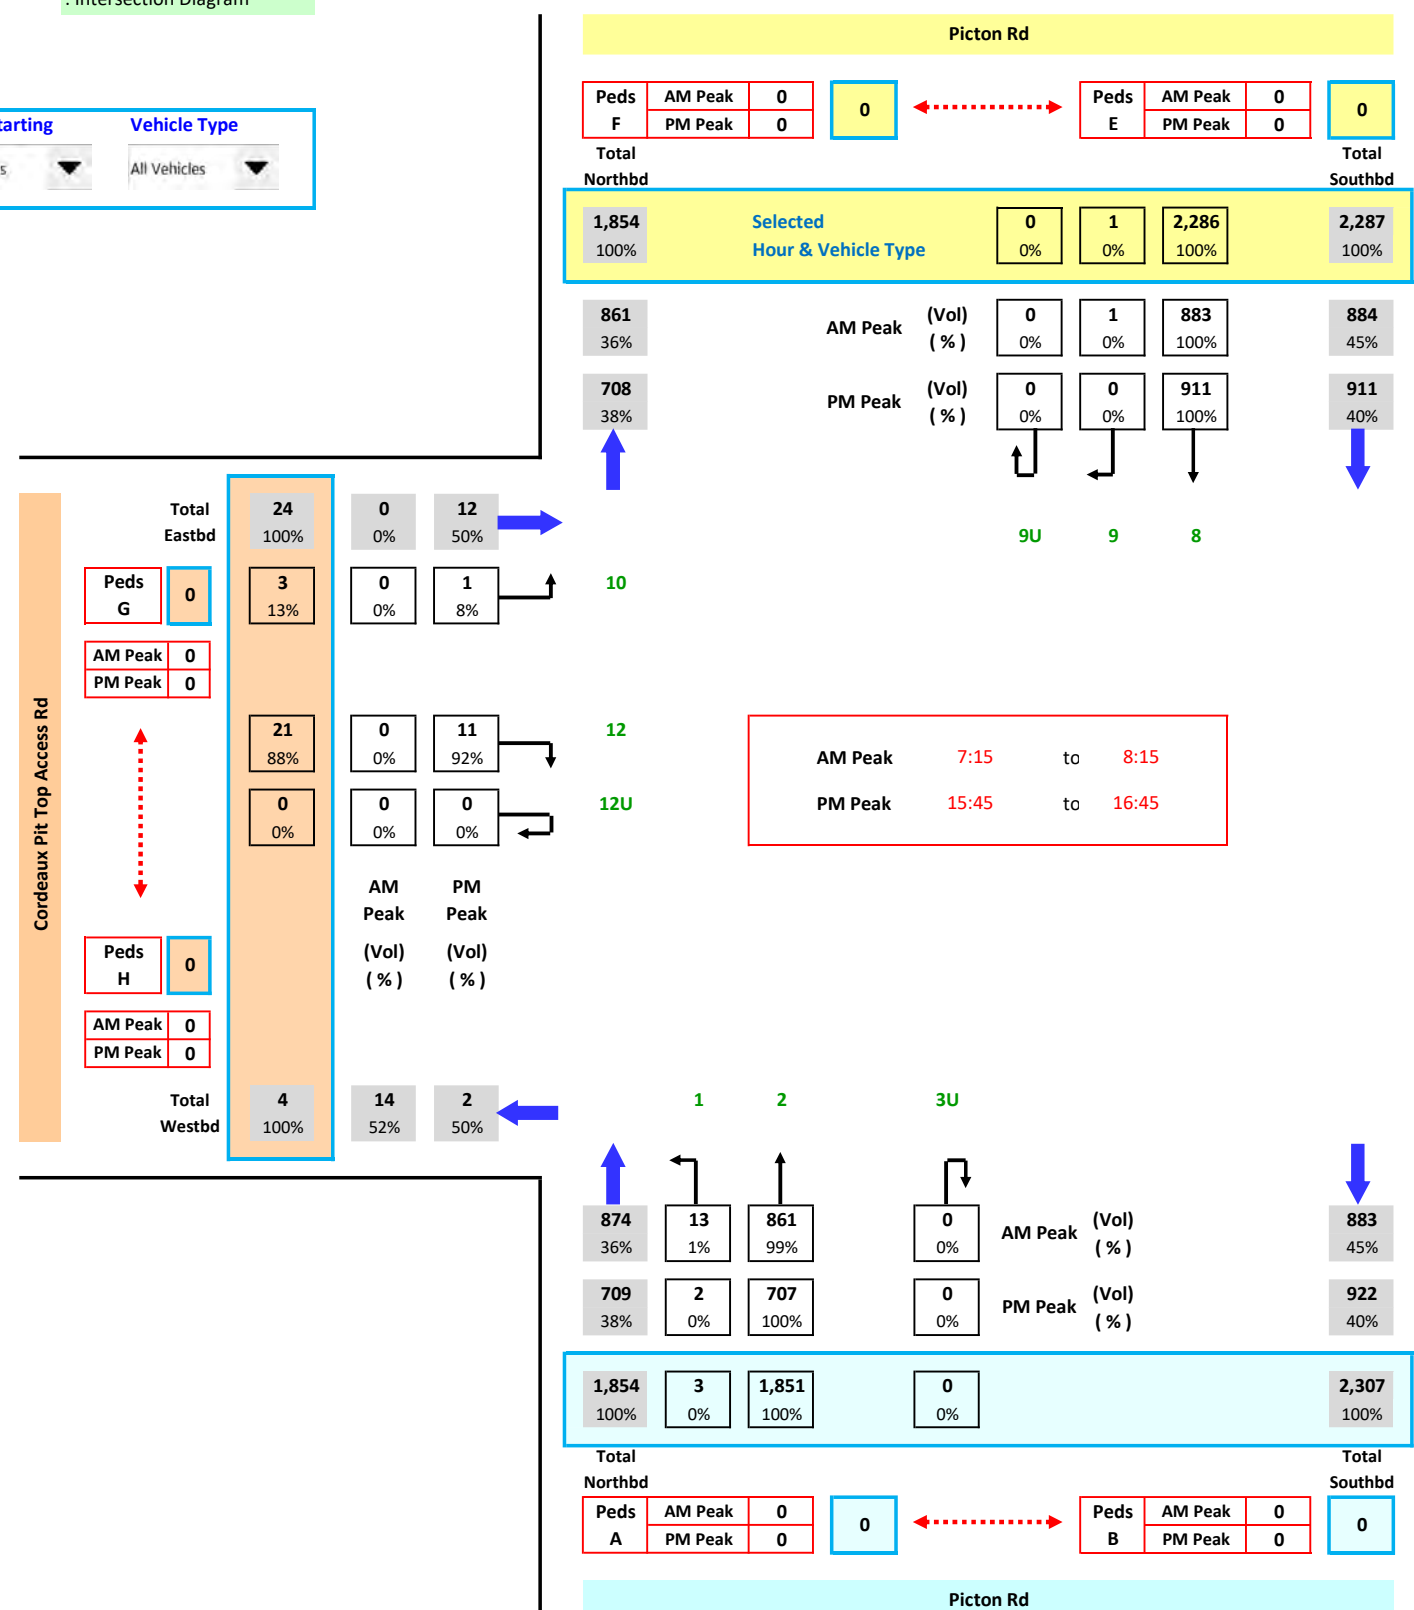 : Intersection Diagram
Picton Rd
tarting Vehicle Type
s All Vehicles
Peds F AM Peak 0 0 Peds E AM Peak 0 0
PM Peak 0 PM Peak 0
Total Total
Northbd Southbd
1,854 Selected 0 1 2,286 2,287
100% Hour & Vehicle Type 0% 0% 100% 100%
861 AM Peak (Vol) 0 1 883 884
36% ( % ) 0% 0% 100% 45%
708 PM Peak (Vol) 0 0 911 911
38% ( % ) 0% 0% 100% 40%
Total 24 0 12
Eastbd 100% 0% 50%
9U 9 8
Peds 0 3 0 1 10
G 13% 0% 8%
AM Peak 0
PM Peak 0
Cordeaux Pit Top Access Rd
21 0 11 12
88% 0% 92%
0 0 0 12U
0% 0% 0%
AM Peak 7:15 to 8:15
PM Peak 15:45 to 16:45
AM PM
Peak Peak
(Vol) (Vol)
( % ) ( % )
Peds 0
H
AM Peak 0
PM Peak 0
Total 4 14 2
Westbd 100% 52% 50%
1 2 3U
874 13 861 0 AM Peak (Vol) 883
36% 1% 99% 0% ( % ) 45%
709 2 707 0 PM Peak (Vol) 922
38% 0% 100% 0% ( % ) 40%
1,854 3 1,851 0 2,307
100% 0% 100% 0% 100%
Total Total
Northbd Southbd
Peds A AM Peak 0 0 Peds B AM Peak 0 0
PM Peak 0 PM Peak 0
Picton Rd